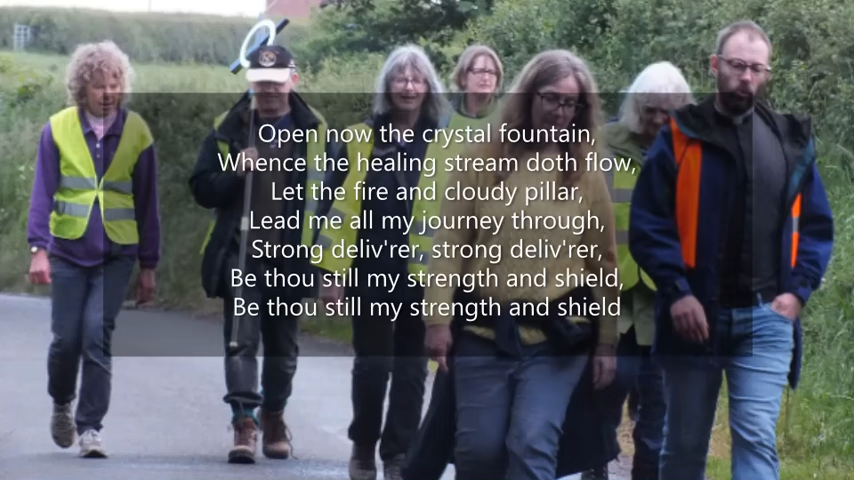 Open now the crystal fountain,
Whence the healing stream doth flow,
Let the fire and cloudy pillar,
Lead me all my journey through,
Strong deliv'rer, strong deliv'rer,
Be thou still my strength and shield,
Be thou still my strength and shield